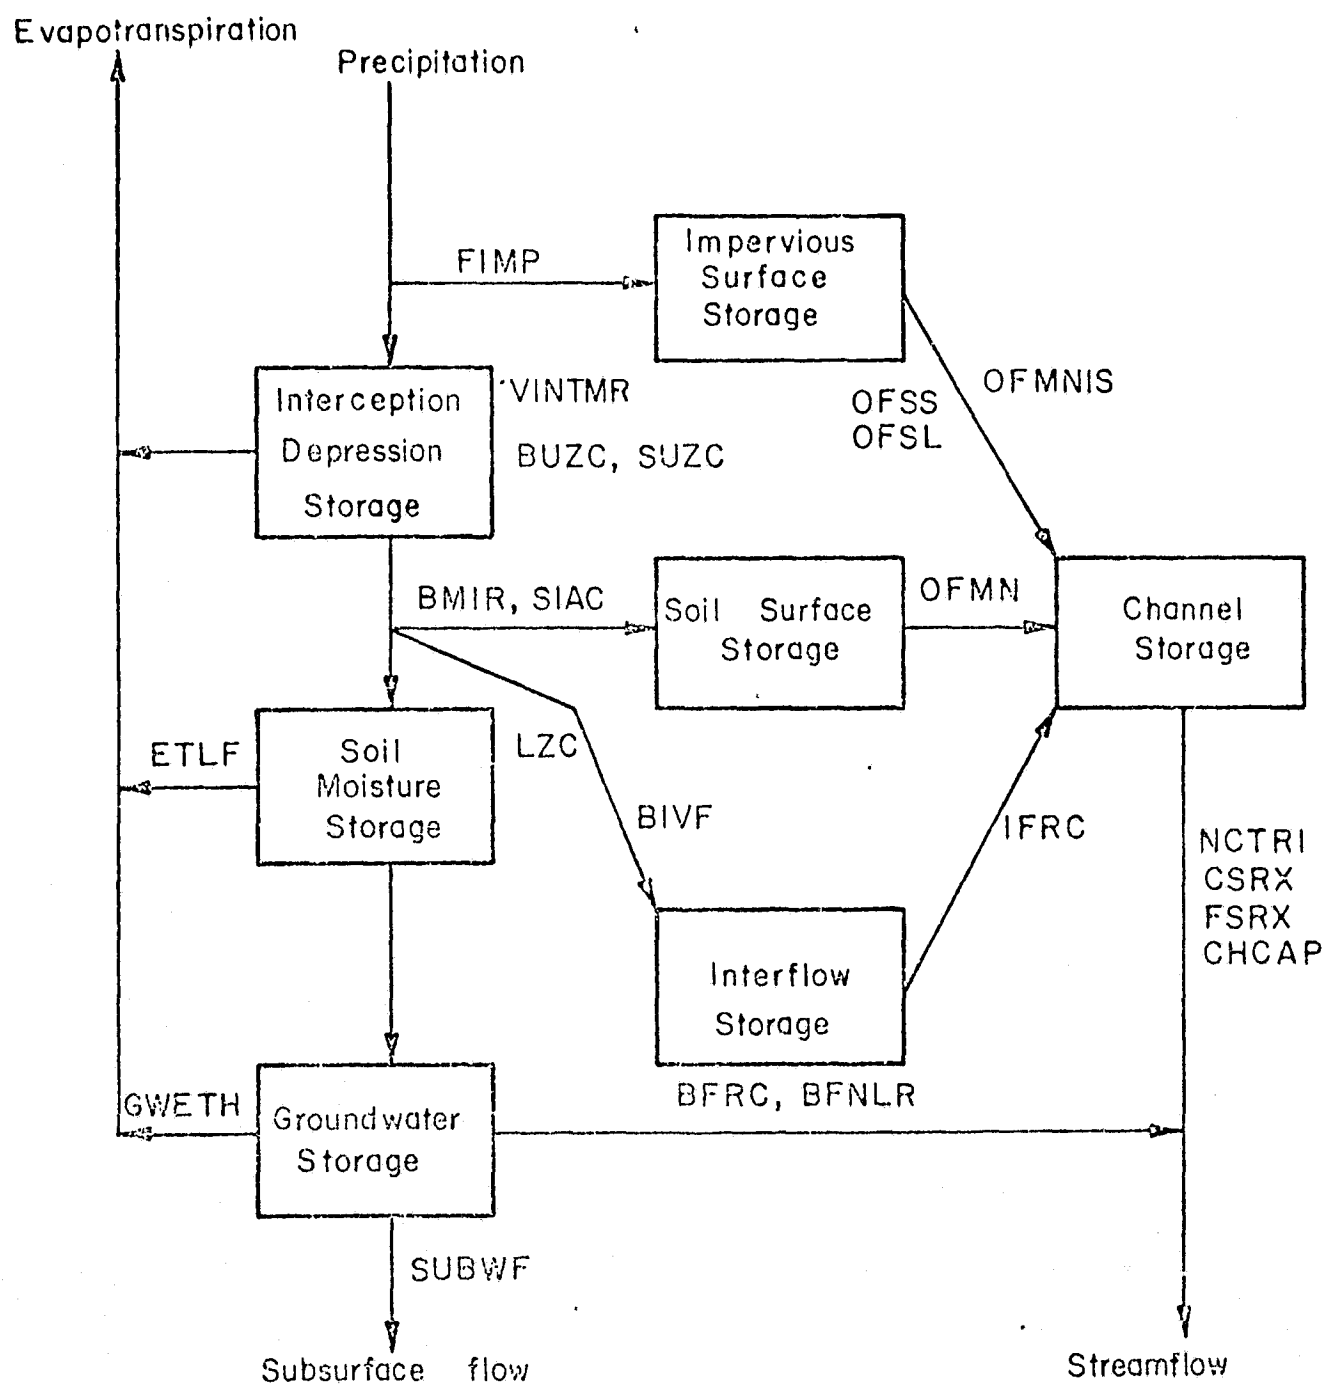 Evapotranspiration
Precipitation
FIMP
Impervious
Surface
Storage
Interception
Depression
Storage
VINTMR
BUZC, SUZC
OFSS
OFSL
OFMNIS
BMIR, SIAC
Soil Surface
Storage
OFMN
Channel
Storage
ETLF
Soil
Moisture
Storage
LZC
BIVF
IFRC
NCTRI
CSRX
FSRX
CHCAP
Interflow
Storage
BFRC, BFNLR
GWETH
Groundwater
Storage
SUBWF
Subsurface flow
Streamflow